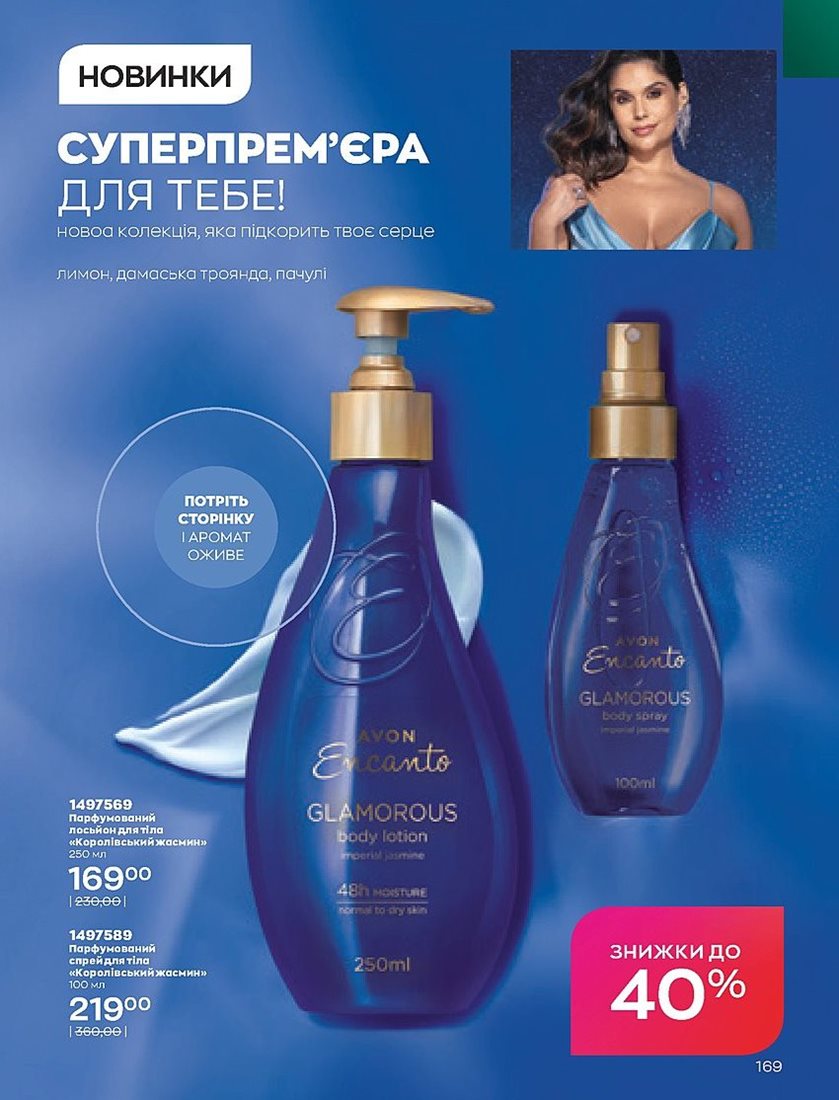 НОВИНКИ
СУПЕРПРЕМ’ЄРА
ДЛЯ ТЕБЕ!
новоа колекція, яка підкорить твоє серце
лимон, дамаська троянда, пачулі
ПОТРІТЬ
СТОРІНКУ
І АРОМАТ
ОЖИВЕ
AVON
Encanto
GLAMOROUS
body spray
imperial jasmine
100ml
AVON
Encanto
GLAMOROUS
body lotion
imperial jasmine
48h MOISTURE
normal to dry skin
250ml
1497569
Парфумований
лосьйон для тіла
«Королівський жасмин»
250 мл
169⁰⁰
| 230,00 |
1497589
Парфумований
спрей для тіла
«Королівський жасмин»
100 мл
219⁰⁰
| 360,00 |
ЗНИЖКИ ДО
40%
169